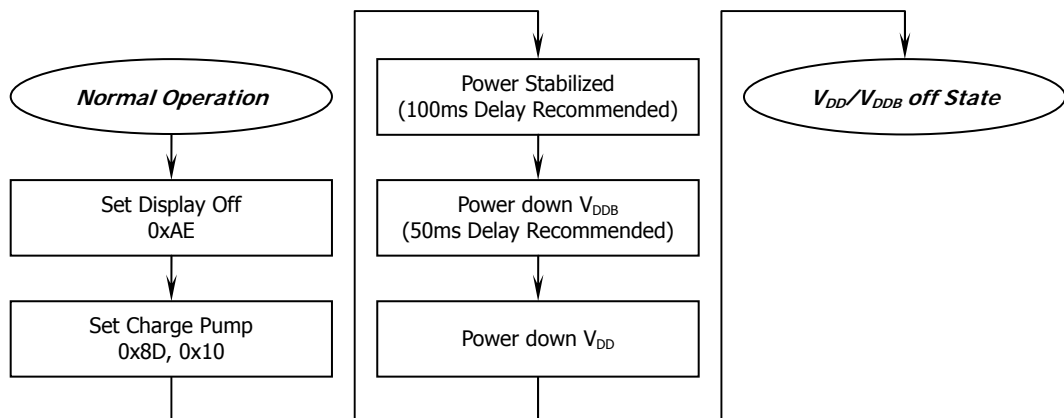 Normal Operation
Set Display Off
0xAE
Set Charge Pump
0x8D, 0x10
Power Stabilized
(100ms Delay Recommended)
Power down VDDB
(50ms Delay Recommended)
Power down VDD
VDD/VDDB off State